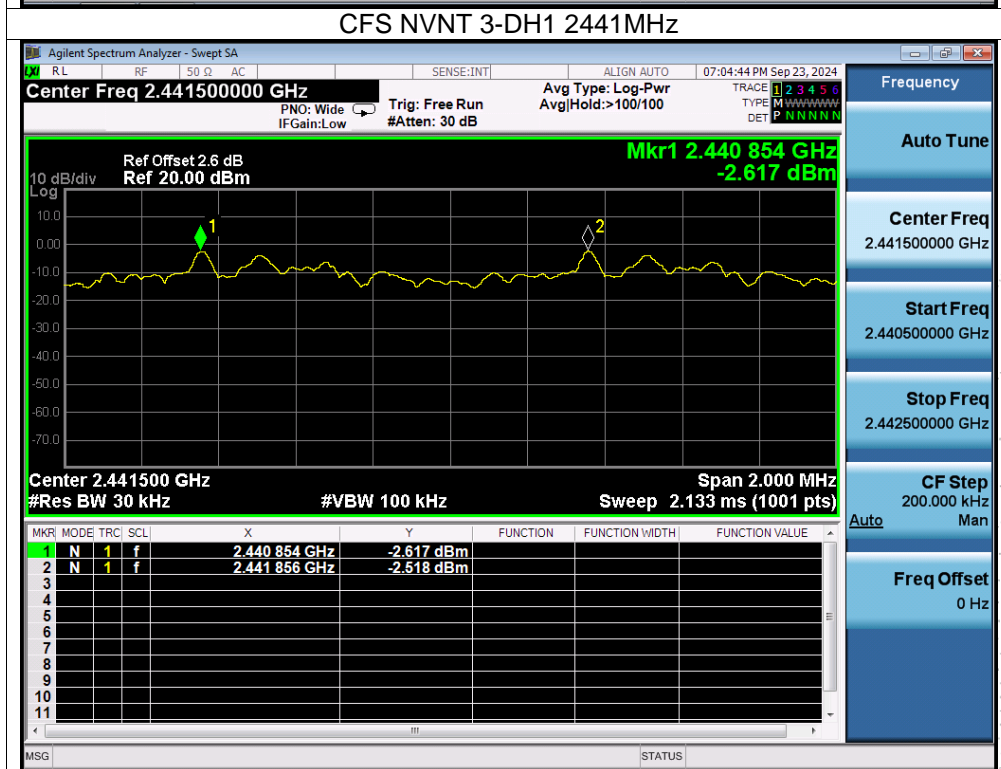 CFS NVNT 3-DH1 2441MHz
Agilent Spectrum Analyzer - Swept SA
LXI RL RF 50 Ω AC SENSE:INT ALIGN AUTO 07:04:44 PM Sep 23, 2024
Center Freq 2.441500000 GHz
PNO: Wide
IFGain:Low
Trig: Free Run
#Atten: 30 dB
Avg Type: Log-Pwr
Avg|Hold:>100/100
TRACE 1 2 3 4 5 6
TYPE M WWWWW
DET P N N N N N
Mkr1 2.440 854 GHz
-2.617 dBm
Ref Offset 2.6 dB
10 dB/div Ref 20.00 dBm
Log
10.0
0.00
-10.0
-20.0
-30.0
-40.0
-50.0
-60.0
-70.0
1
2
Center 2.441500 GHz Span 2.000 MHz
#Res BW 30 kHz #VBW 100 kHz Sweep 2.133 ms (1001 pts)
MKR MODE TRC SCL X Y FUNCTION FUNCTION WIDTH FUNCTION VALUE
1 N 1 f 2.440 854 GHz -2.617 dBm
2 N 1 f 2.441 856 GHz -2.518 dBm
3
4
5
6
7
8
9
10
11
MSG STATUS
Frequency
Auto Tune
Center Freq
2.441500000 GHz
Start Freq
2.440500000 GHz
Stop Freq
2.442500000 GHz
CF Step
200.000 kHz
Auto Man
Freq Offset
0 Hz